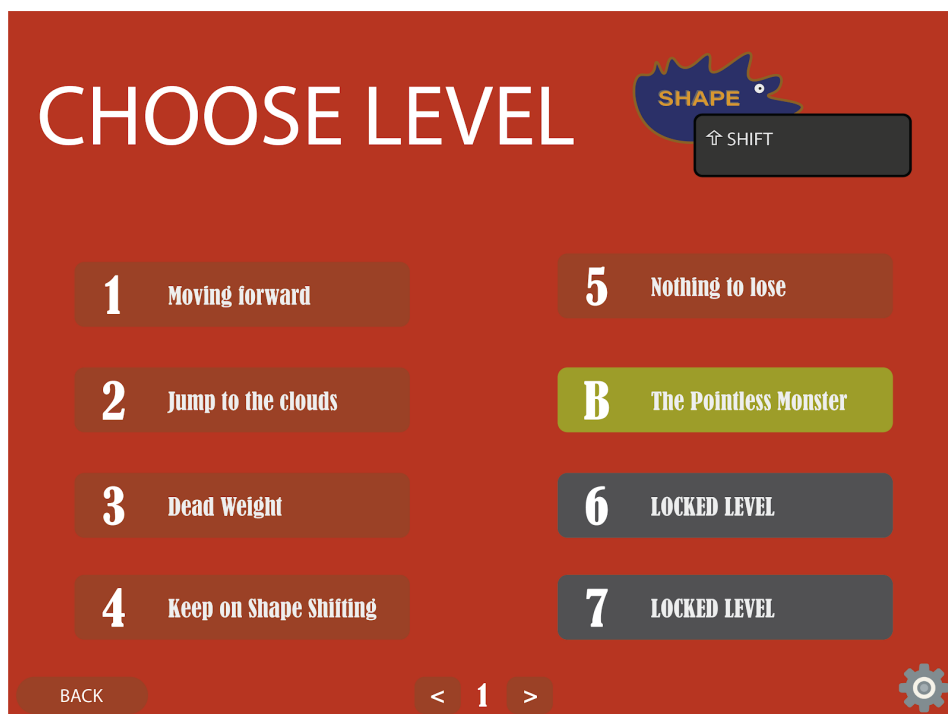 CHOOSE LEVEL
SHAPE
⇧ SHIFT
1 Moving forward
2 Jump to the clouds
3 Dead Weight
4 Keep on Shape Shifting
5 Nothing to lose
B The Pointless Monster
6 LOCKED LEVEL
7 LOCKED LEVEL
BACK
< 1 >